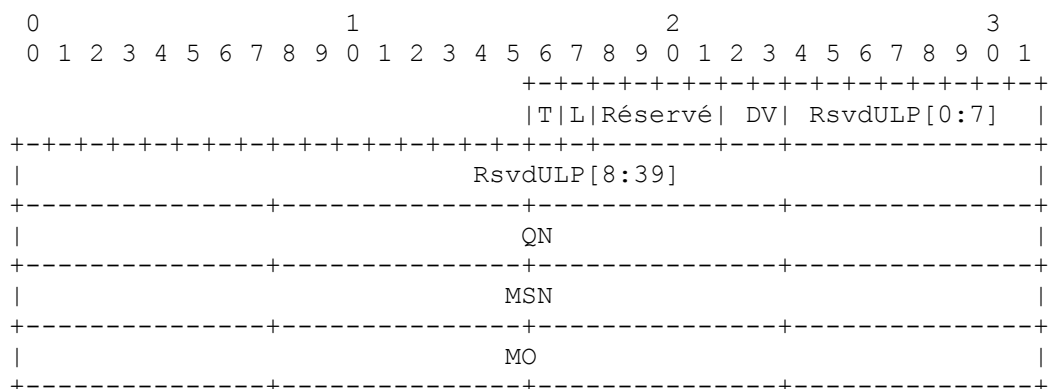 0                   1                   2                   3
0 1 2 3 4 5 6 7 8 9 0 1 2 3 4 5 6 7 8 9 0 1 2 3 4 5 6 7 8 9 0 1
+-+-+-+-+-+-+-+-+-+-+-+-+-+-+-+-+
|T|L|Réservé| DV| RsvdULP[0:7]  |
+-+-+-+-+-+-+-+-+-+-+-+-+-+-+-+-+-+-+-------+---+---------------+
| RsvdULP[8:39] |
+---------------+---------------+---------------+---------------+
| QN |
+---------------+---------------+---------------+---------------+
| MSN |
+---------------+---------------+---------------+---------------+
| MO |
+---------------+---------------+---------------+---------------+